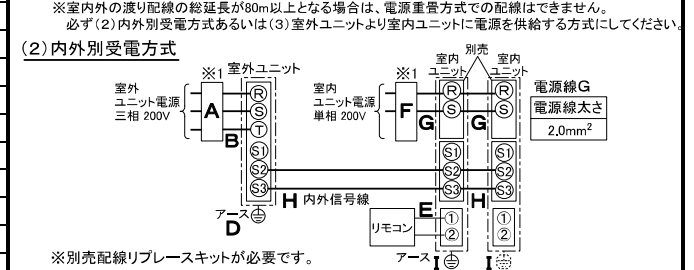 ※室内外の渡り配線の総延長が80m以上となる場合は、電源重畳方式での配線はできません。
必ず(2)内外別受電方式あるいは(3)室外ユニットより室内ユニットに電源を供給する方式にしてください。
(2)内外別受電方式
室外
ユニット電源
三相 200V
※1
A
B
室外ユニット
R
S
T
S1
S2
S3
アース
D
H 内外信号線
室内
ユニット電源
単相 200V
※1
F
G
別売
室内
ユニット
室内
ユニット
R
S
S1
S2
S3
①
②
G
R
S
S1
S2
S3
①
②
H
E
リモコン
アース
I
I
電源線G
電源線太さ
2.0mm²
※別売配線リプレースキットが必要です。